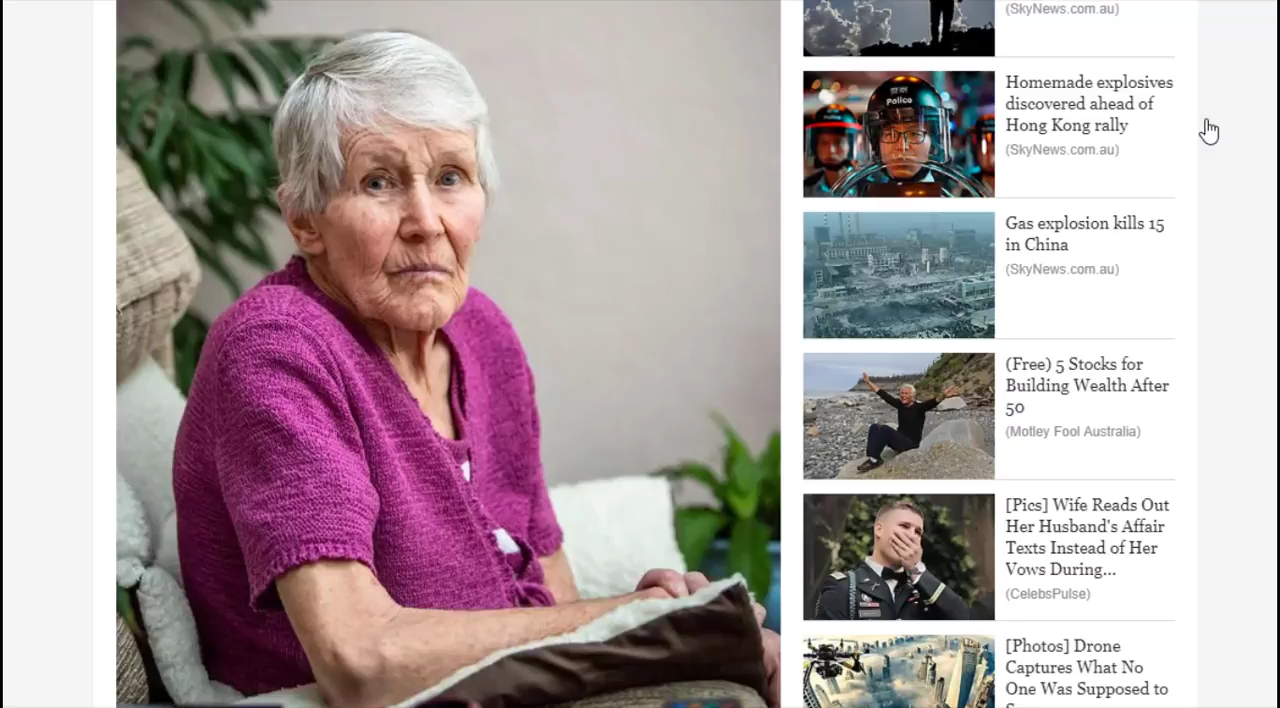 (SkyNews.com.au)
Police
Homemade explosives
discovered ahead of
Hong Kong rally
(SkyNews.com.au)
Gas explosion kills 15
in China
(SkyNews.com.au)
(Free) 5 Stocks for
Building Wealth After
50
(Motley Fool Australia)
[Pics] Wife Reads Out
Her Husband's Affair
Texts Instead of Her
Vows During...
(CelebsPulse)
[Photos] Drone
Captures What No
One Was Supposed to